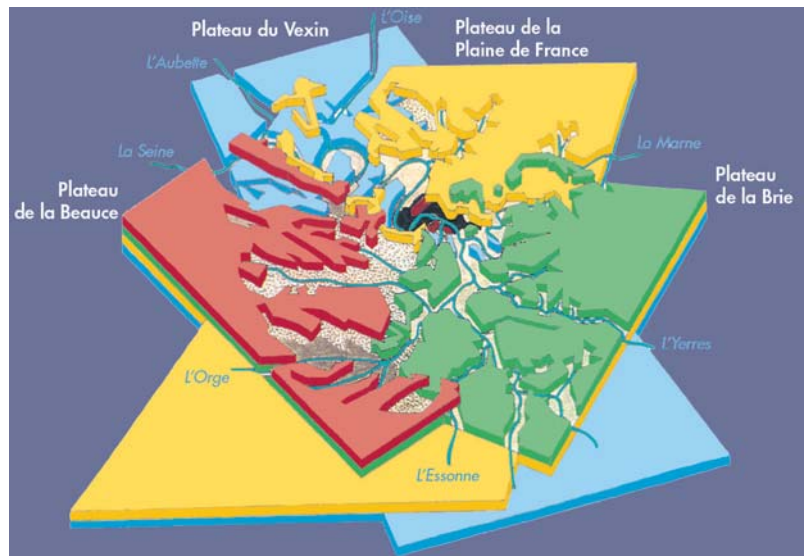 L'Oise
Plateau du Vexin
Plateau de la
Plaine de France
L'Aubette
La Seine
La Marne
Plateau
de la Beauce
Plateau
de la Brie
L'Yerres
L'Orge
L'Essonne